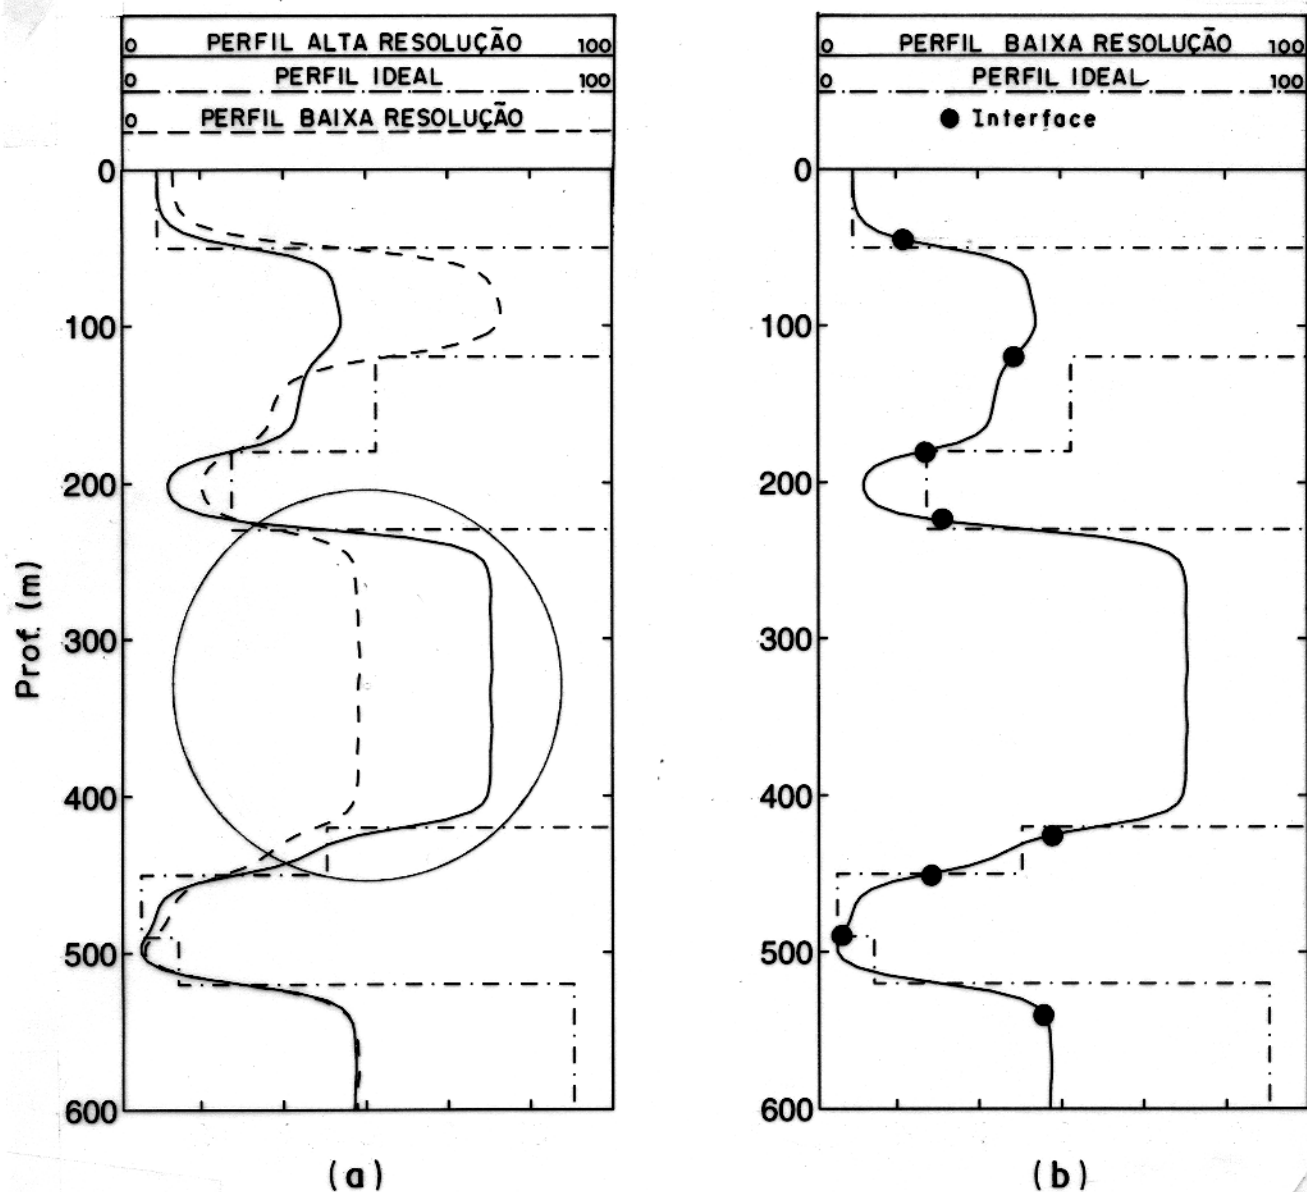 0 PERFIL ALTA RESOLUÇÃO 100
0 PERFIL IDEAL 100
0 PERFIL BAIXA RESOLUÇÃO
0
100
200
300
400
500
600
Prof. (m)
(a)
0 PERFIL BAIXA RESOLUÇÃO 100
0 PERFIL IDEAL 100
Interface
0
100
200
300
400
500
600
(b)